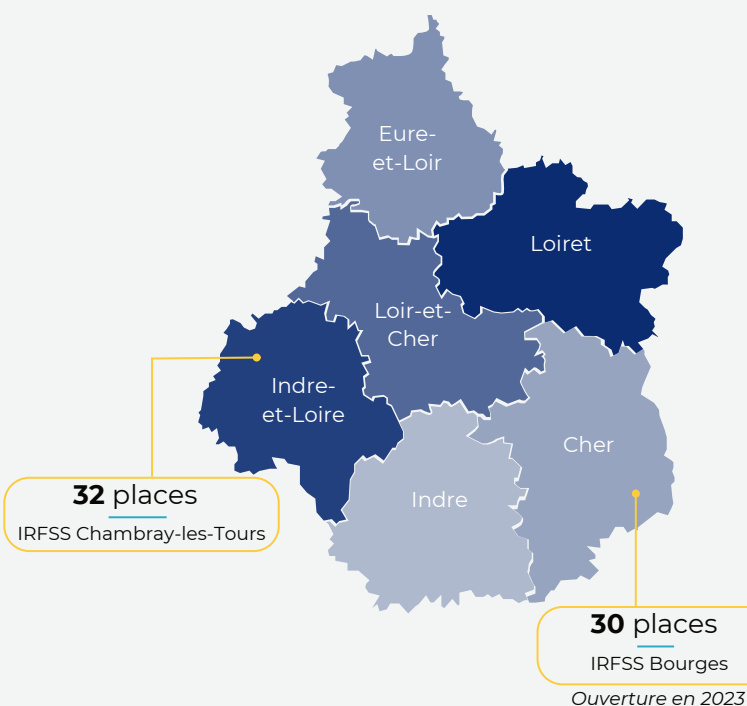 Eure-
et-Loir
Loiret
Loir-et-
Cher
Indre-
et-Loire
Cher
Indre
32 places
IRFSS Chambray-les-Tours
30 places
IRFSS Bourges
Ouverture en 2023